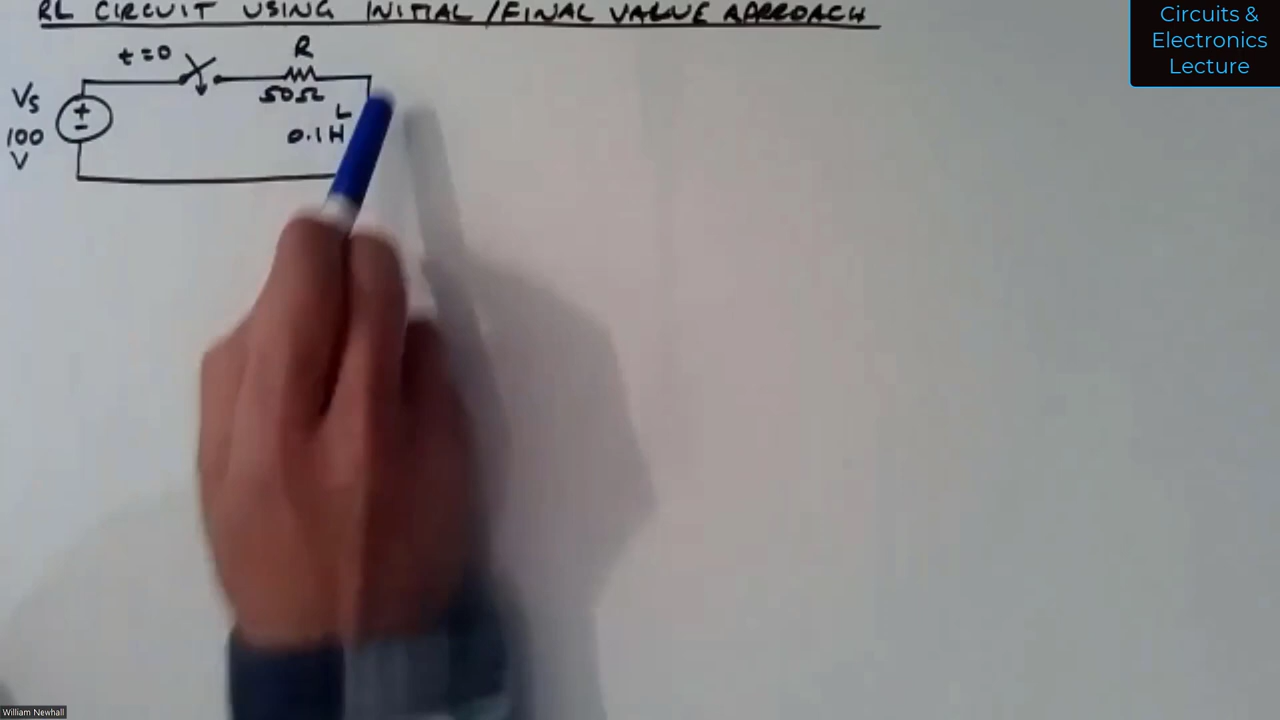 RL CIRCUIT USING INITIAL/FINAL VALUE APPROACH
Circuits &
Electronics
Lecture
t=0
R
Vs
50Ω
L
100
0.1H
V
William Newhall